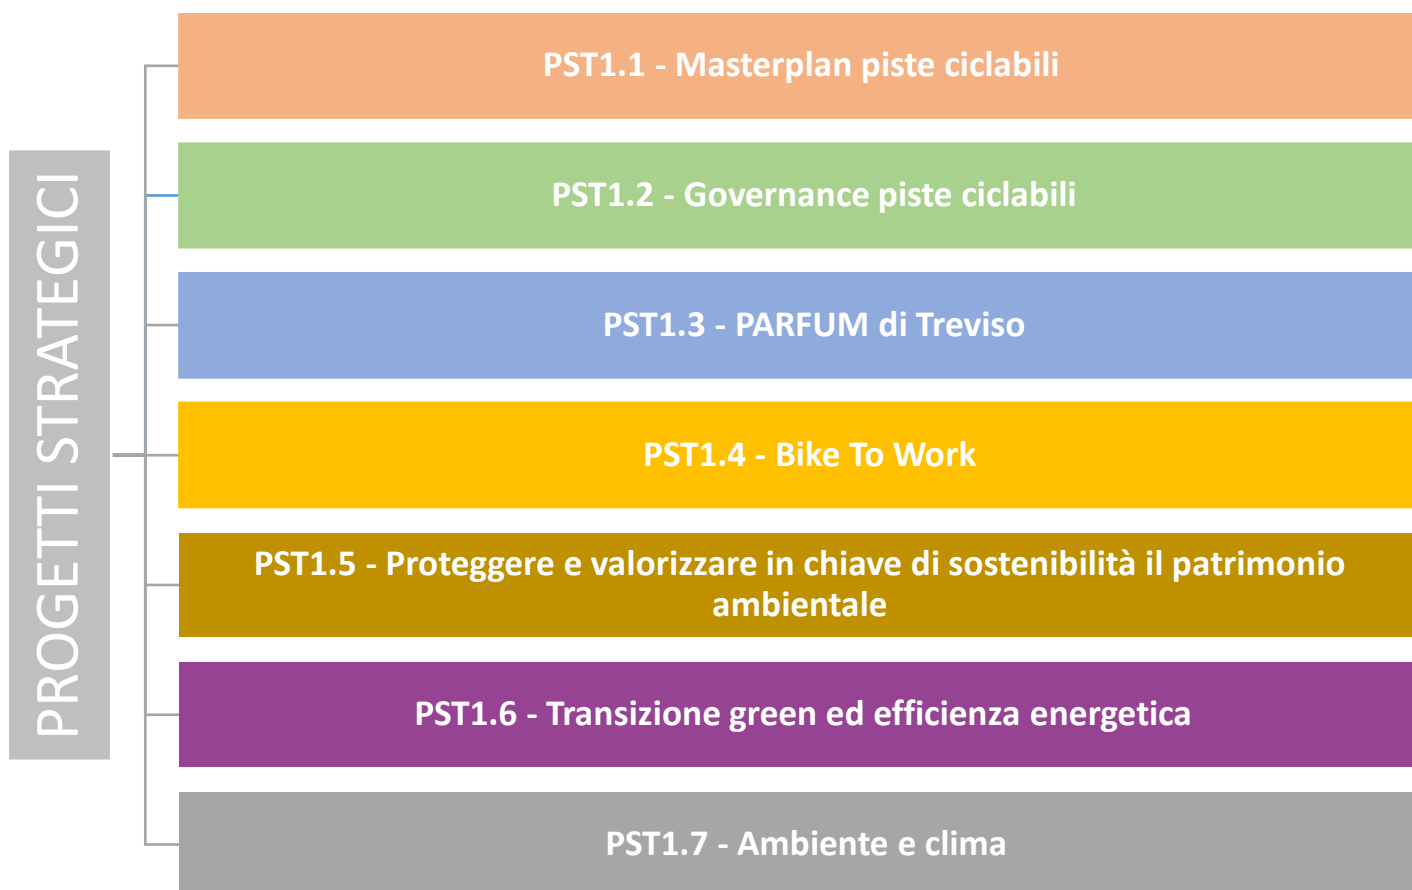 PROGETTI STRATEGICI
PST1.1 - Masterplan piste ciclabili
PST1.2 - Governance piste ciclabili
PST1.3 - PARFUM di Treviso
PST1.4 - Bike To Work
PST1.5 - Proteggere e valorizzare in chiave di sostenibilità il patrimonio
ambientale
PST1.6 - Transizione green ed efficienza energetica
PST1.7 - Ambiente e clima